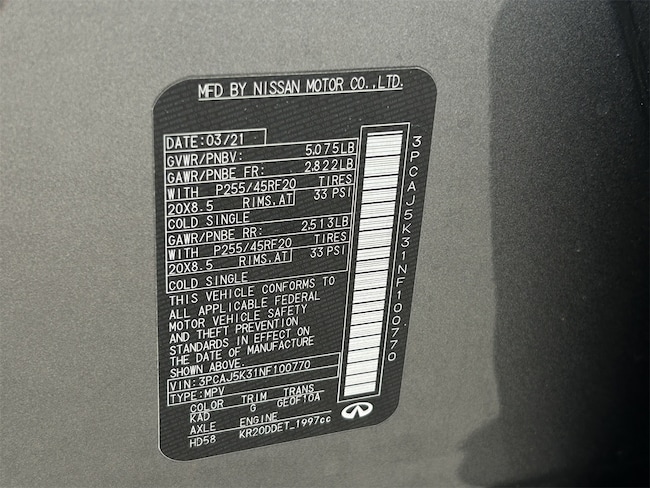 MFD BY NISSAN MOTOR CO.,LTD.
DATE:03/21
GVWR/PNBV: 5,075LB
GAWR/PNBE FR: 2,822LB
WITH P255/45RF20 TIRES
20X8.5 RIMS,AT 33 PSI
COLD SINGLE
GAWR/PNBE RR: 2,513LB
WITH P255/45RF20 TIRES
20X8.5 RIMS,AT 33 PSI
COLD SINGLE
THIS VEHICLE CONFORMS TO
ALL APPLICABLE FEDERAL
MOTOR VEHICLE SAFETY
AND THEFT PREVENTION
STANDARDS IN EFFECT ON
THE DATE OF MANUFACTURE
SHOWN ABOVE.
VIN:3PCAJ5K31NF100770
TYPE:MPV
COLOR TRIM TRANS
KAD G GE0F10A
AXLE ENGINE
HD58 KR20DDET_1997cc
3PCAJ5K31NF100770